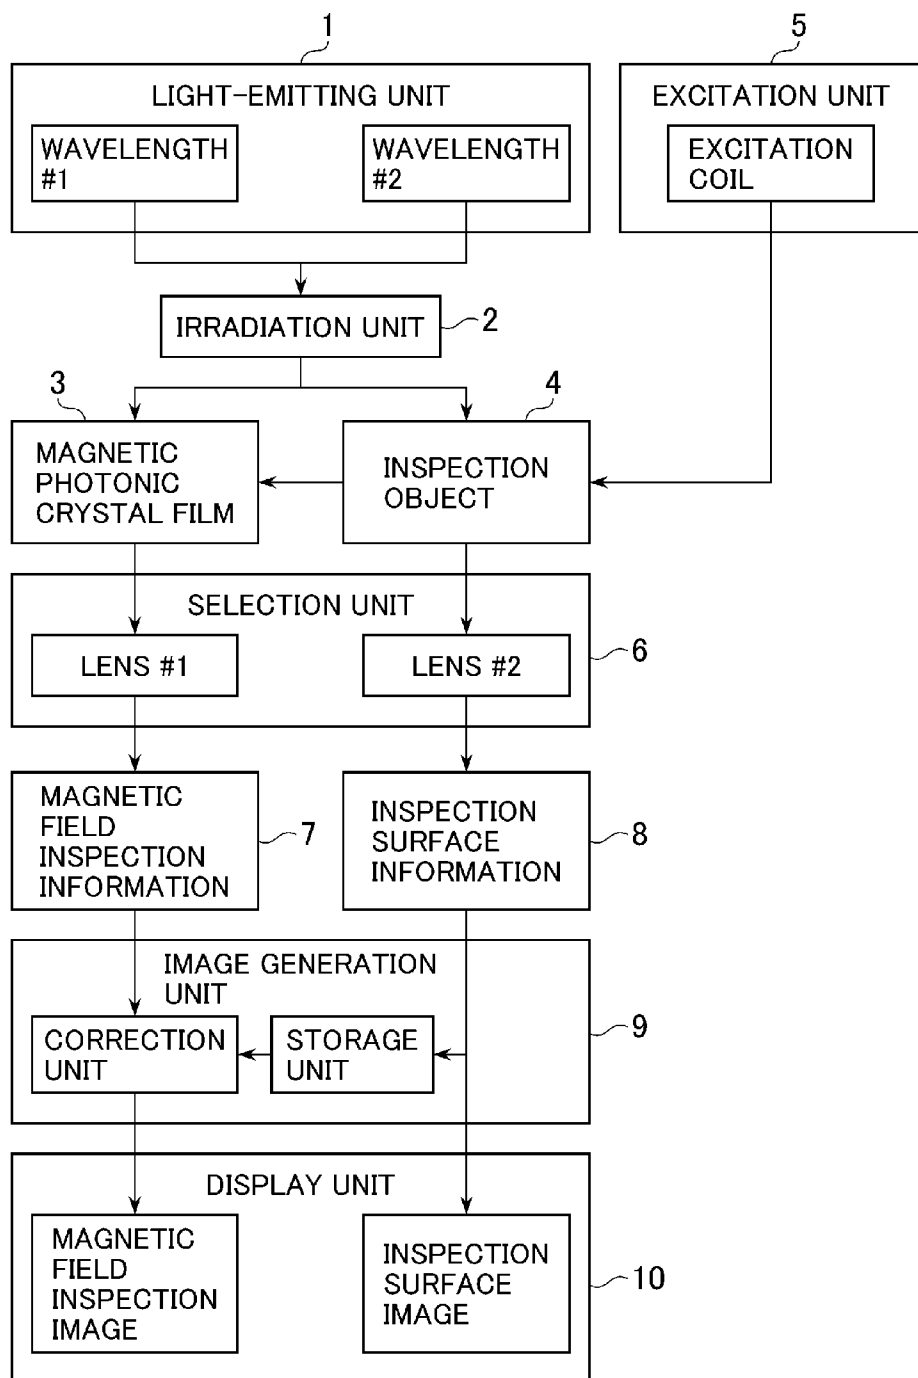 1
5
LIGHT-EMITTING UNIT
EXCITATION UNIT
WAVELENGTH
#1
WAVELENGTH
#2
EXCITATION
COIL
IRRADIATION UNIT
2
3
4
MAGNETIC
PHOTONIC
CRYSTAL FILM
INSPECTION
OBJECT
SELECTION UNIT
LENS #1
LENS #2
6
MAGNETIC
FIELD
INSPECTION
INFORMATION
7
INSPECTION
SURFACE
INFORMATION
8
IMAGE GENERATION
UNIT
CORRECTION
UNIT
STORAGE
UNIT
9
DISPLAY UNIT
MAGNETIC
FIELD
INSPECTION
IMAGE
INSPECTION
SURFACE
IMAGE
10